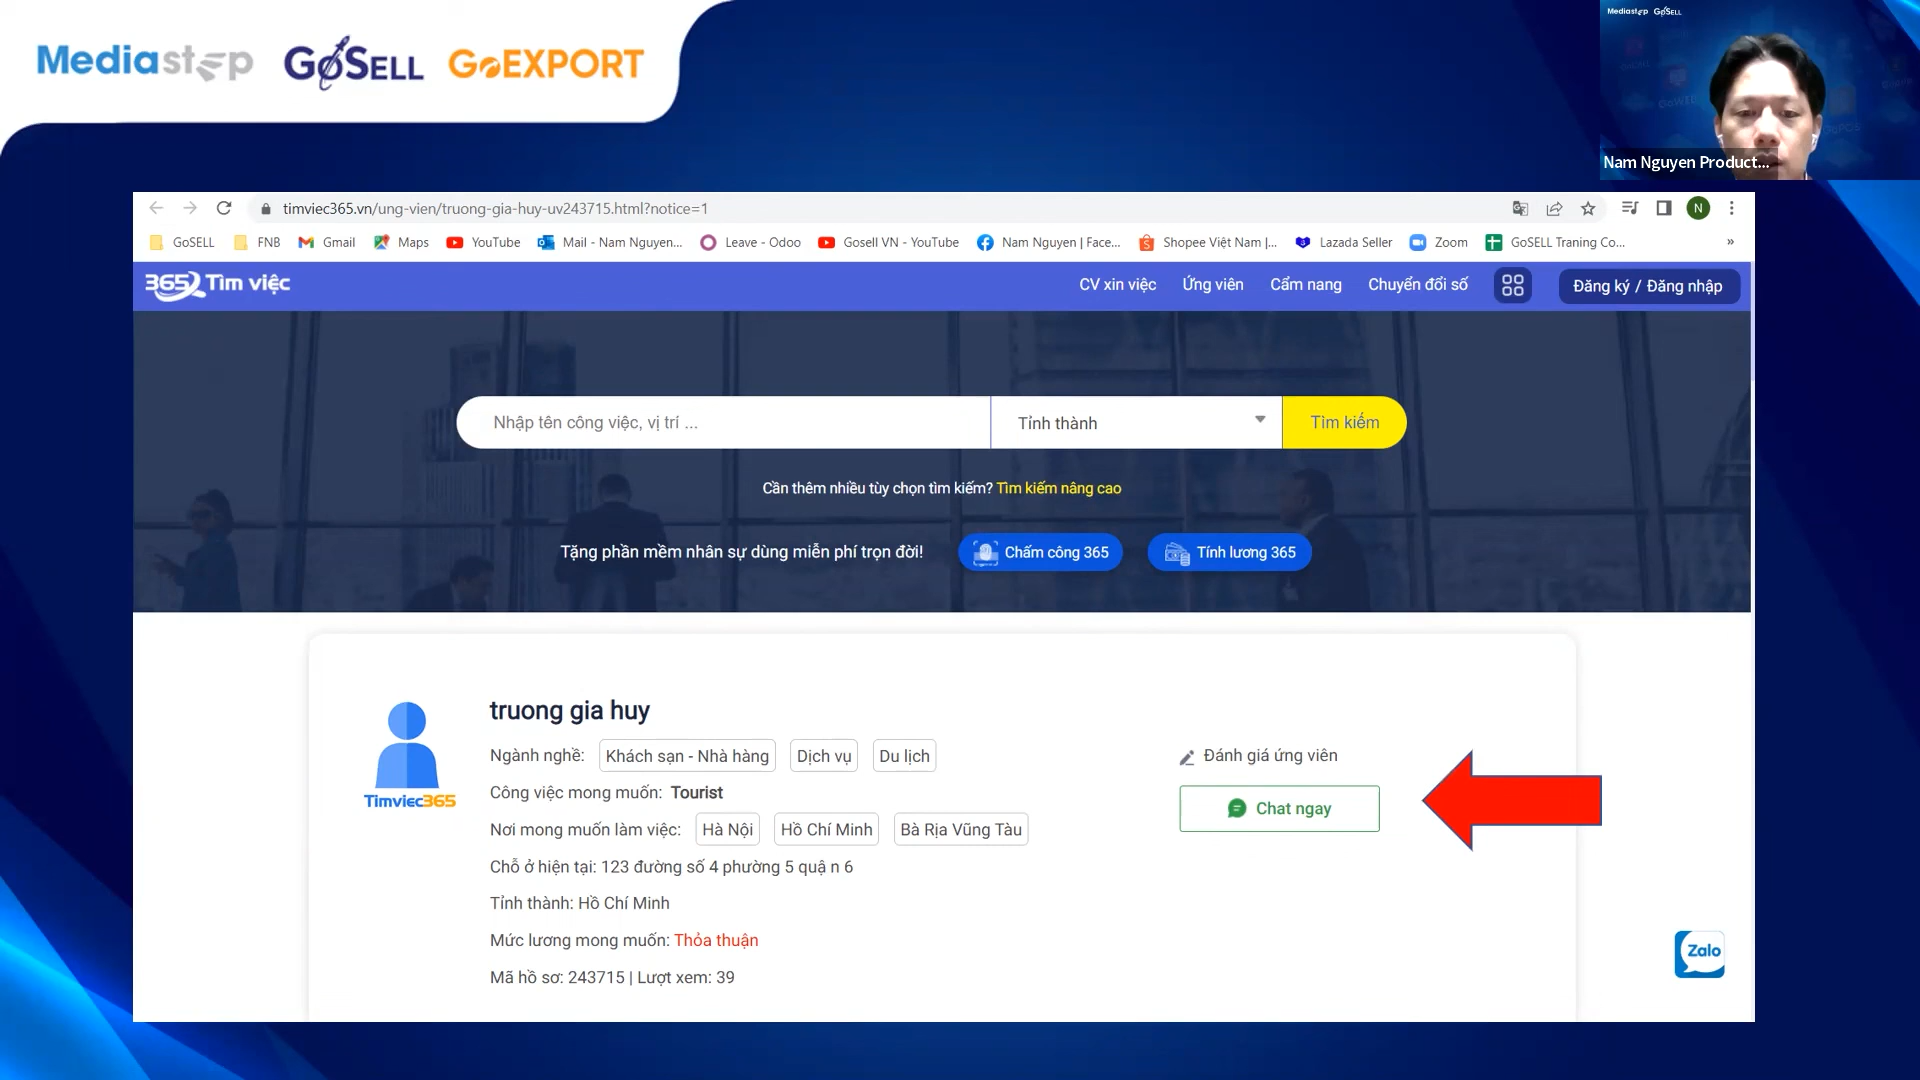 Mediastep GoSELL GoEXPORT
Mediastep GoSELL
Nam Nguyen Product...
timviec365.vn/ung-vien/truong-gia-huy-uv243715.html?notice=1
N
GoSELL FNB Gmail Maps YouTube Mail - Nam Nguyen... Leave - Odoo Gosell VN - YouTube Nam Nguyen | Face... Shopee Việt Nam |... Lazada Seller Zoom GoSELL Traning Co... »
365 Tìm việc
CV xin việc Ứng viên Cẩm nang Chuyển đổi số Đăng ký / Đăng nhập
Nhập tên công việc, vị trí ... Tỉnh thành Tìm kiếm
Cần thêm nhiều tùy chọn tìm kiếm? Tìm kiếm nâng cao
Tặng phần mềm nhân sự dùng miễn phí trọn đời! Chấm công 365 Tính lương 365
Timviec365
truong gia huy
Ngành nghề: Khách sạn - Nhà hàng Dịch vụ Du lịch
Công việc mong muốn: Tourist
Nơi mong muốn làm việc: Hà Nội Hồ Chí Minh Bà Rịa Vũng Tàu
Chỗ ở hiện tại: 123 đường số 4 phường 5 quậ n 6
Tỉnh thành: Hồ Chí Minh
Mức lương mong muốn: Thỏa thuận
Mã hồ sơ: 243715 | Lượt xem: 39
Đánh giá ứng viên
Chat ngay
Zalo